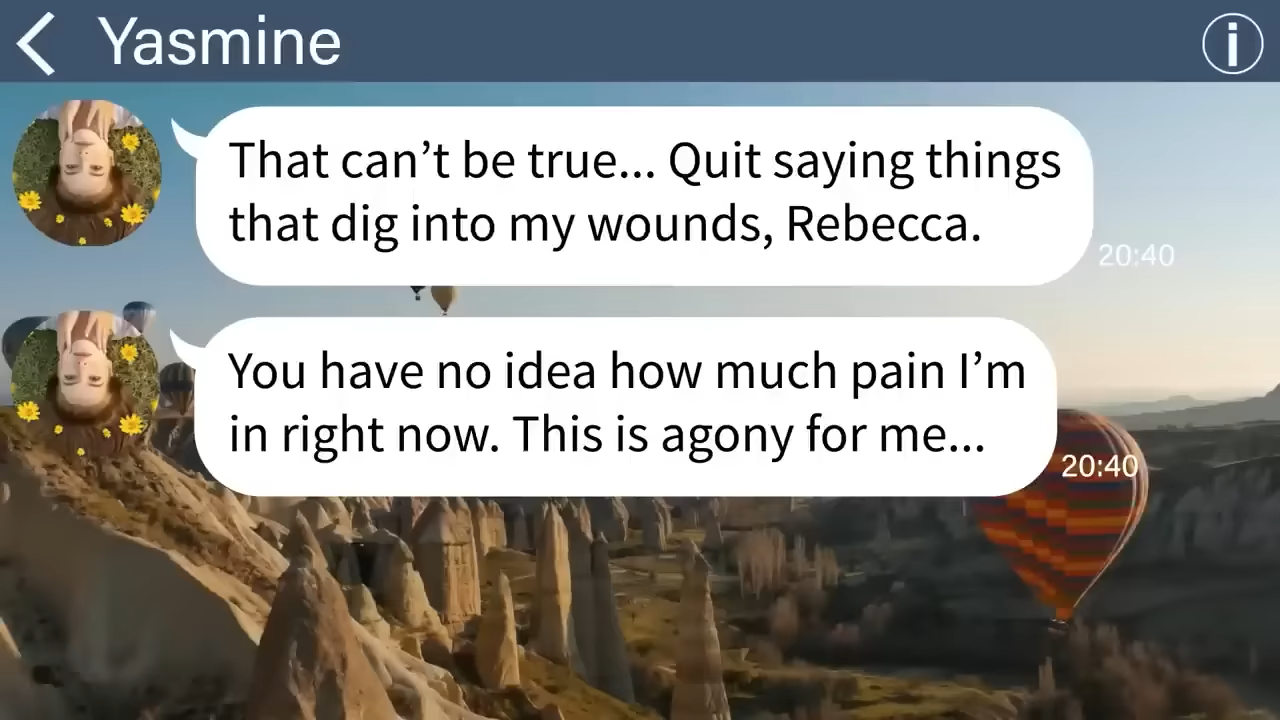 Yasmine
That can’t be true... Quit saying things
that dig into my wounds, Rebecca.
20:40
You have no idea how much pain I’m
in right now. This is agony for me...
20:40